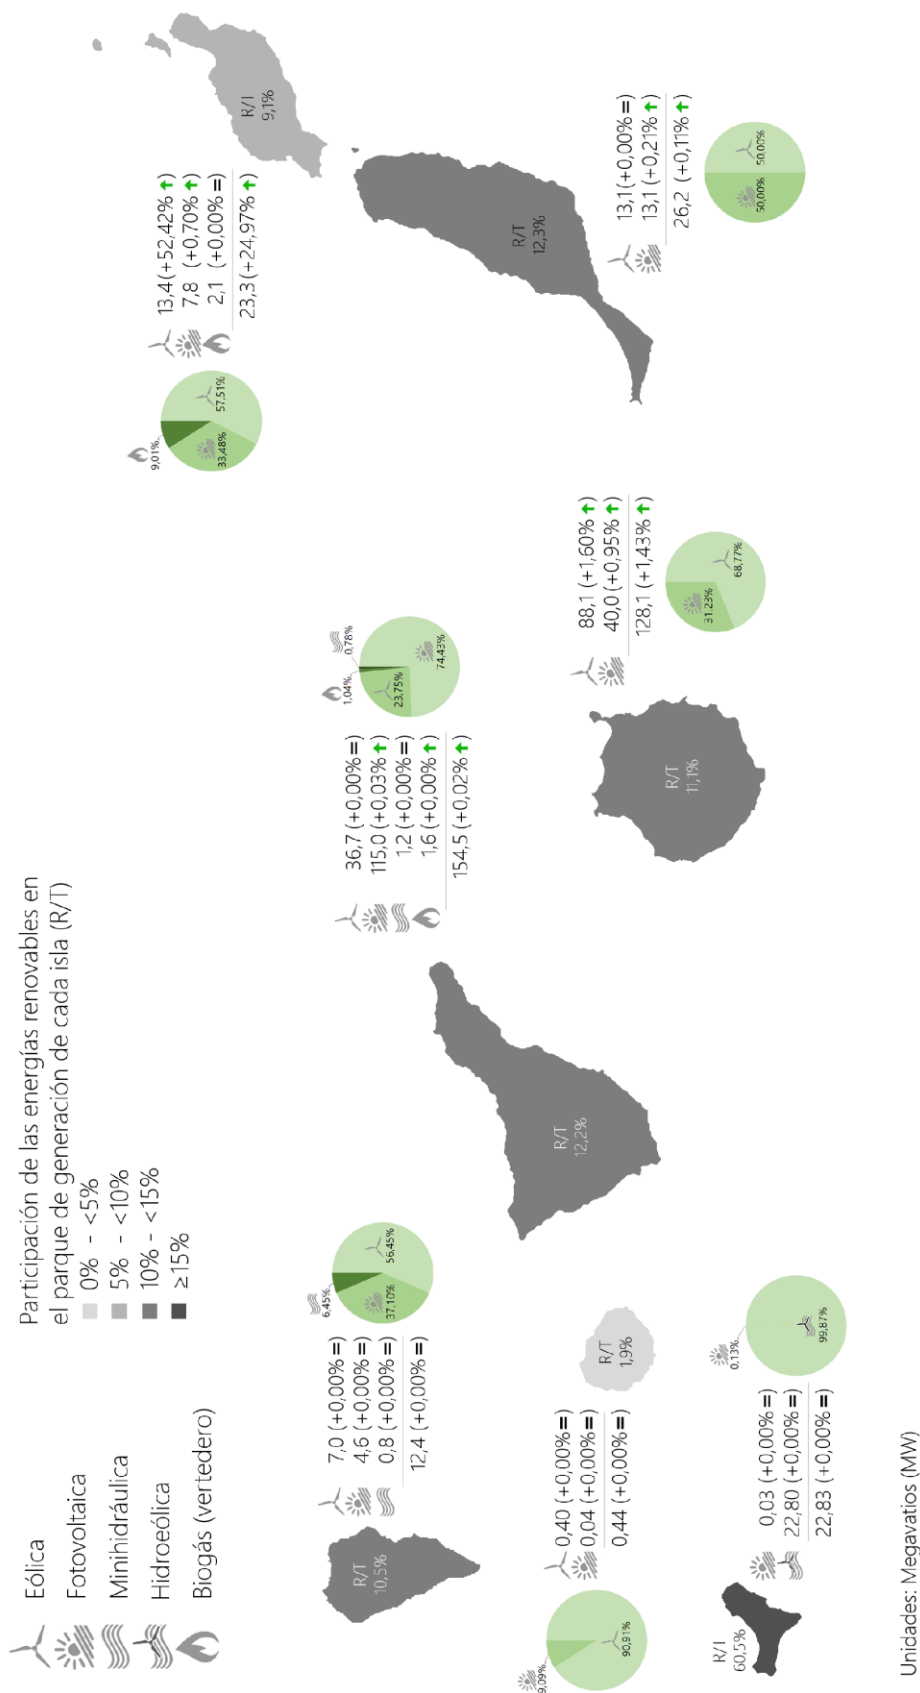 Eólica
Fotovoltaica
Minihidráulica
Hidroeólica
Biogás (vertedero)
Participación de las energías renovables en
el parque de generación de cada isla (R/T)
0% - <5%
5% - <10%
10% - <15%
≥15%
R/T
10,5%
7,0 (+0,00%=)
4,6 (+0,00%=)
0,8 (+0,00%=)
12,4 (+0,00%=)
6,45%
37,10%
56,45%
R/T
12,2%
36,7 (+0,00%=)
115,0 (+0,03%↑)
1,2 (+0,00%=)
1,6 (+0,00%↑)
154,5 (+0,02%↑)
1,04%
0,78%
23,75%
74,43%
9,01%
33,48%
57,51%
13,4(+52,42%↑)
7,8 (+0,70%↑)
2,1 (+0,00%=)
23,3(+24,97%↑)
R/T
9,1%
R/T
12,3%
13,1(+0,00%=)
13,1 (+0,21%↑)
26,2 (+0,11%↑)
50,00%
50,00%
R/T
11,1%
88,1 (+1,60%↑)
40,0 (+0,95%↑)
128,1 (+1,43%↑)
31,23%
68,77%
9,09%
90,91%
0,40 (+0,00%=)
0,04 (+0,00%=)
0,44 (+0,00%=)
R/T
1,9%
R/T
60,5%
0,03 (+0,00%=)
22,80 (+0,00%=)
22,83 (+0,00%=)
0,13%
99,87%
Unidades: Megavatios (MW)